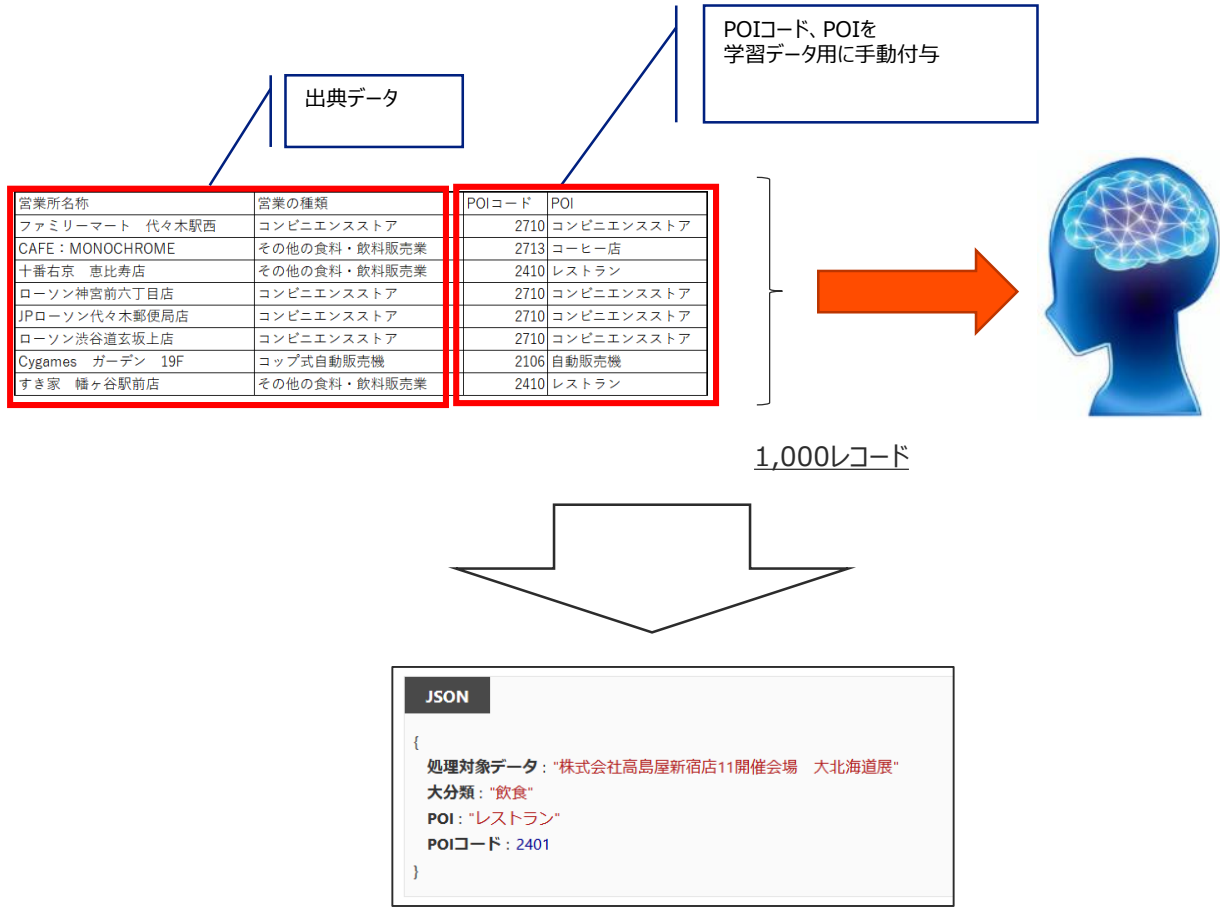 POIコード、POIを
学習データ用に手動付与
出典データ
営業所名称 営業の種類 POIコード POI
ファミリーマート　代々木駅西 コンビニエンスストア 2710 コンビニエンスストア
CAFE：MONOCHROME その他の食料・飲料販売業 2713 コーヒー店
十番右京　恵比寿店 その他の食料・飲料販売業 2410 レストラン
ローソン神宮前六丁目店 コンビニエンスストア 2710 コンビニエンスストア
JPローソン代々木郵便局店 コンビニエンスストア 2710 コンビニエンスストア
ローソン渋谷道玄坂上店 コンビニエンスストア 2710 コンビニエンスストア
Cygames　ガーデン　19F コップ式自動販売機 2106 自動販売機
すき家　幡ヶ谷駅前店 その他の食料・飲料販売業 2410 レストラン
1,000レコード
JSON
{
処理対象データ : "株式会社高島屋新宿店11開催会場　大北海道展"
大分類 : "飲食"
POI : "レストラン"
POIコード : 2401
}